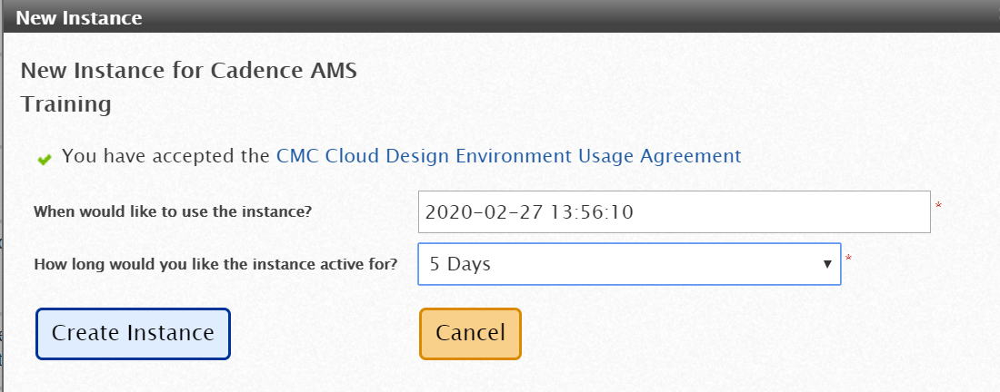 New Instance
New Instance for Cadence AMS
Training
You have accepted the CMC Cloud Design Environment Usage Agreement
When would like to use the instance? 2020-02-27 13:56:10 *
How long would you like the instance active for? 5 Days *
Create Instance Cancel